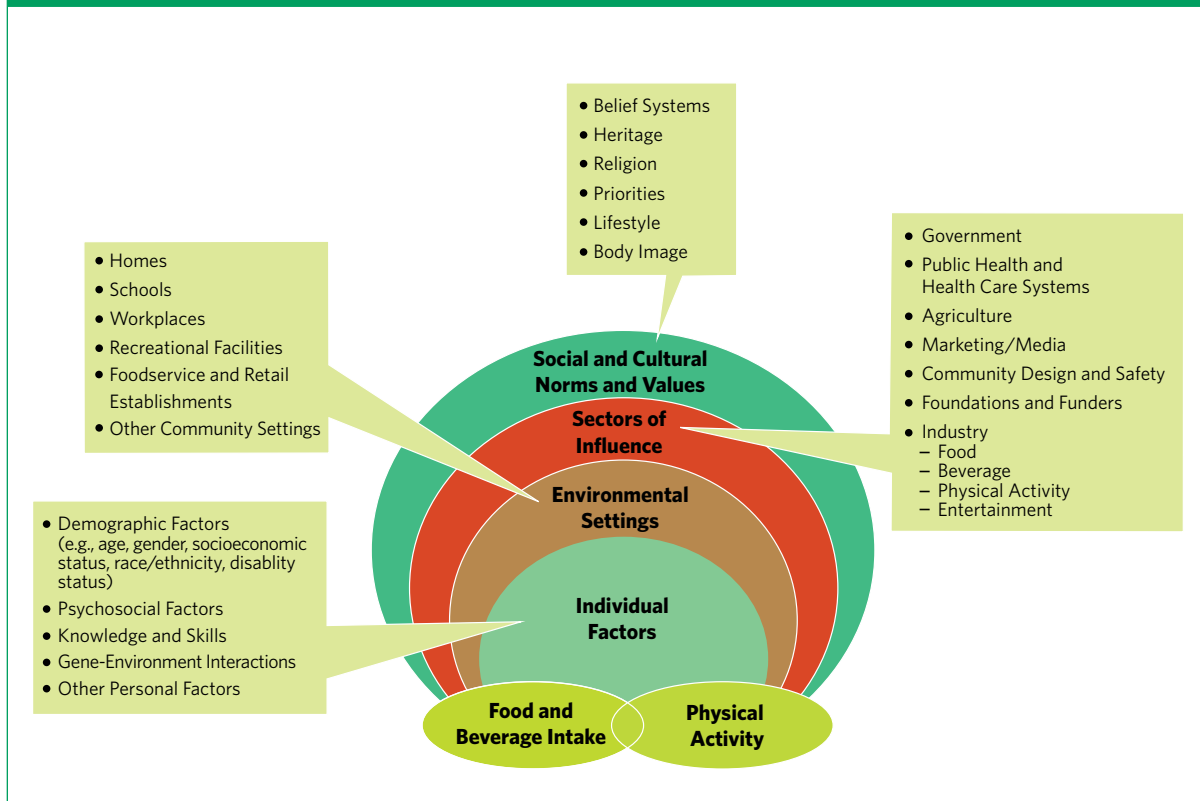 • Belief Systems
• Heritage
• Religion
• Priorities
• Lifestyle
• Body Image
• Homes
• Schools
• Workplaces
• Recreational Facilities
• Foodservice and Retail
Establishments
• Other Community Settings
• Government
• Public Health and
Health Care Systems
• Agriculture
• Marketing/Media
• Community Design and Safety
• Foundations and Funders
• Industry
– Food
– Beverage
– Physical Activity
– Entertainment
• Demographic Factors
(e.g., age, gender, socioeconomic
status, race/ethnicity, disablity
status)
• Psychosocial Factors
• Knowledge and Skills
• Gene-Environment Interactions
• Other Personal Factors
Social and Cultural
Norms and Values
Sectors of
Influence
Environmental
Settings
Individual
Factors
Food and
Beverage Intake
Physical
Activity